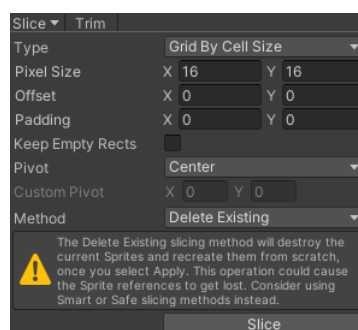 Slice Trim
Type Grid By Cell Size
Pixel Size X 16 Y 16
Offset X 0 Y 0
Padding X 0 Y 0
Keep Empty Rects
Pivot Center
Custom Pivot X 0 Y 0
Method Delete Existing
The Delete Existing slicing method will destroy the
current Sprites and recreate them from scratch,
once you select Apply. This operation could cause
the Sprite references to get lost. Consider using
Smart or Safe slicing methods instead.
Slice